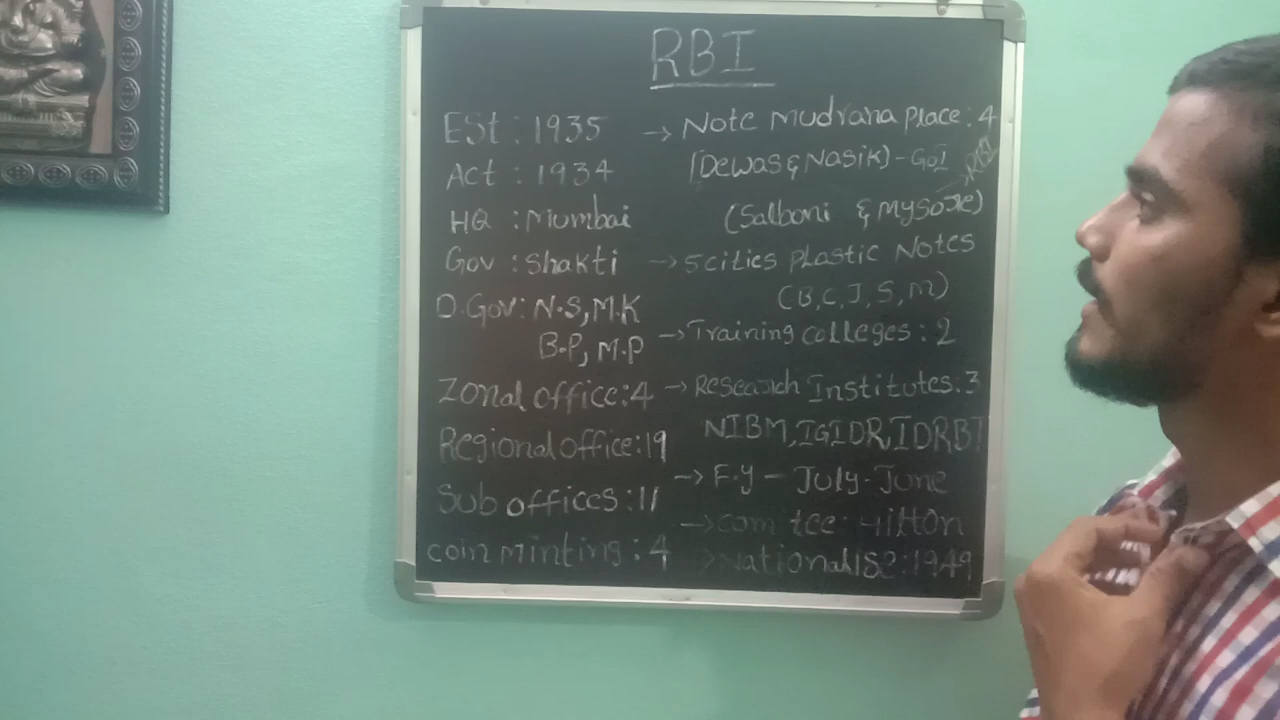 RBI
Est : 1935
Act : 1934
HQ : Mumbai
Gov : Shakti
D.Gov: N.S, M.K
B.P, M.P
Zonal office:4
Regional office:19
Sub offices :11
coin minting : 4
→ Note Mudrana Place : 4
(Dewas & Nasik) - GoI
(Salboni & Mysore) → RBI
→ 5 cities Plastic Notes
(B, C, J, S, M)
→ Training colleges : 2
→ Research Institutes: 3
NIBM, IGIDR, IDRBT
→ F.y - July-June
→ com tee: Hilton
→ Nationalise:1949